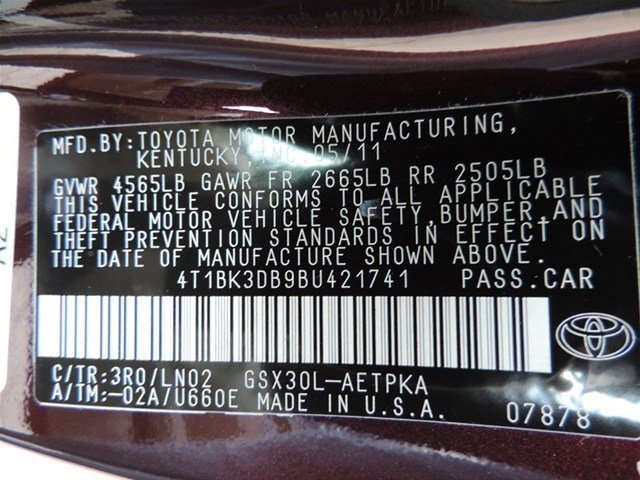 MFD.BY:TOYOTA MOTOR MANUFACTURING,
KENTUCKY,INC.05/11
GVWR 4565LB GAWR FR 2665LB RR 2505LB
THIS VEHICLE CONFORMS TO ALL APPLICABLE
FEDERAL MOTOR VEHICLE SAFETY,BUMPER,AND
THEFT PREVENTION STANDARDS IN EFFECT ON
THE DATE OF MANUFACTURE SHOWN ABOVE.
4T1BK3DB9BU421741 PASS.CAR
C/TR:3R0/LN02 GSX30L-AETPKA
A/TM:-02A/U660E MADE IN U.S.A. 07878
TOYOTA